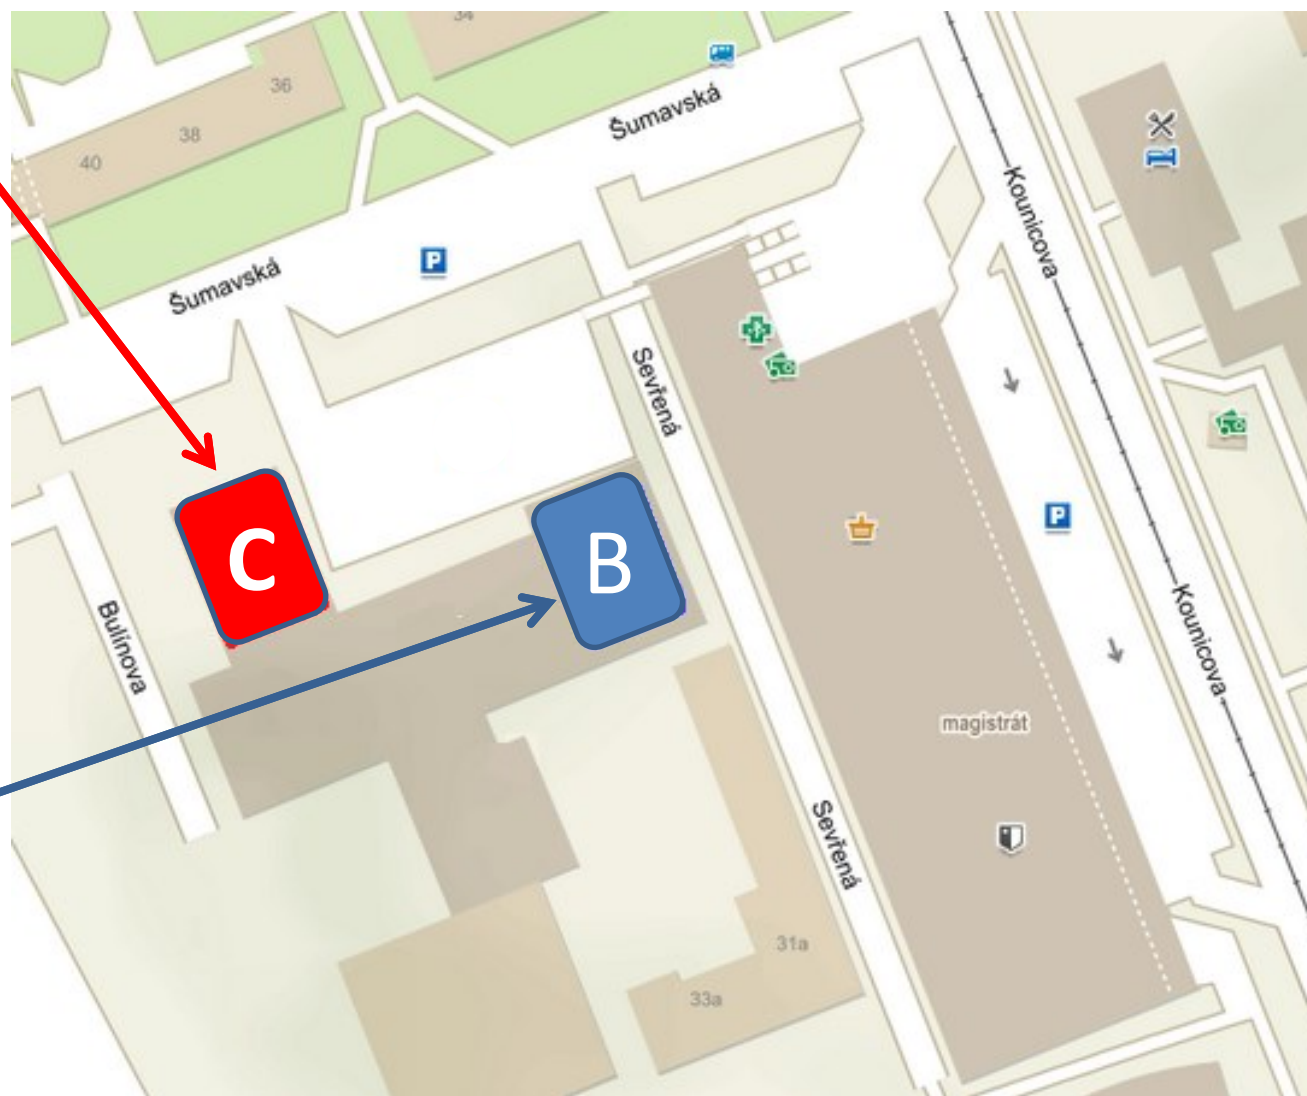 34
36
38
40
Šumavská
Šumavská
Kounicova
P
Sevřená
C
B
P
Bulínova
Kounicova
magistrát
Sevřená
31a
33a